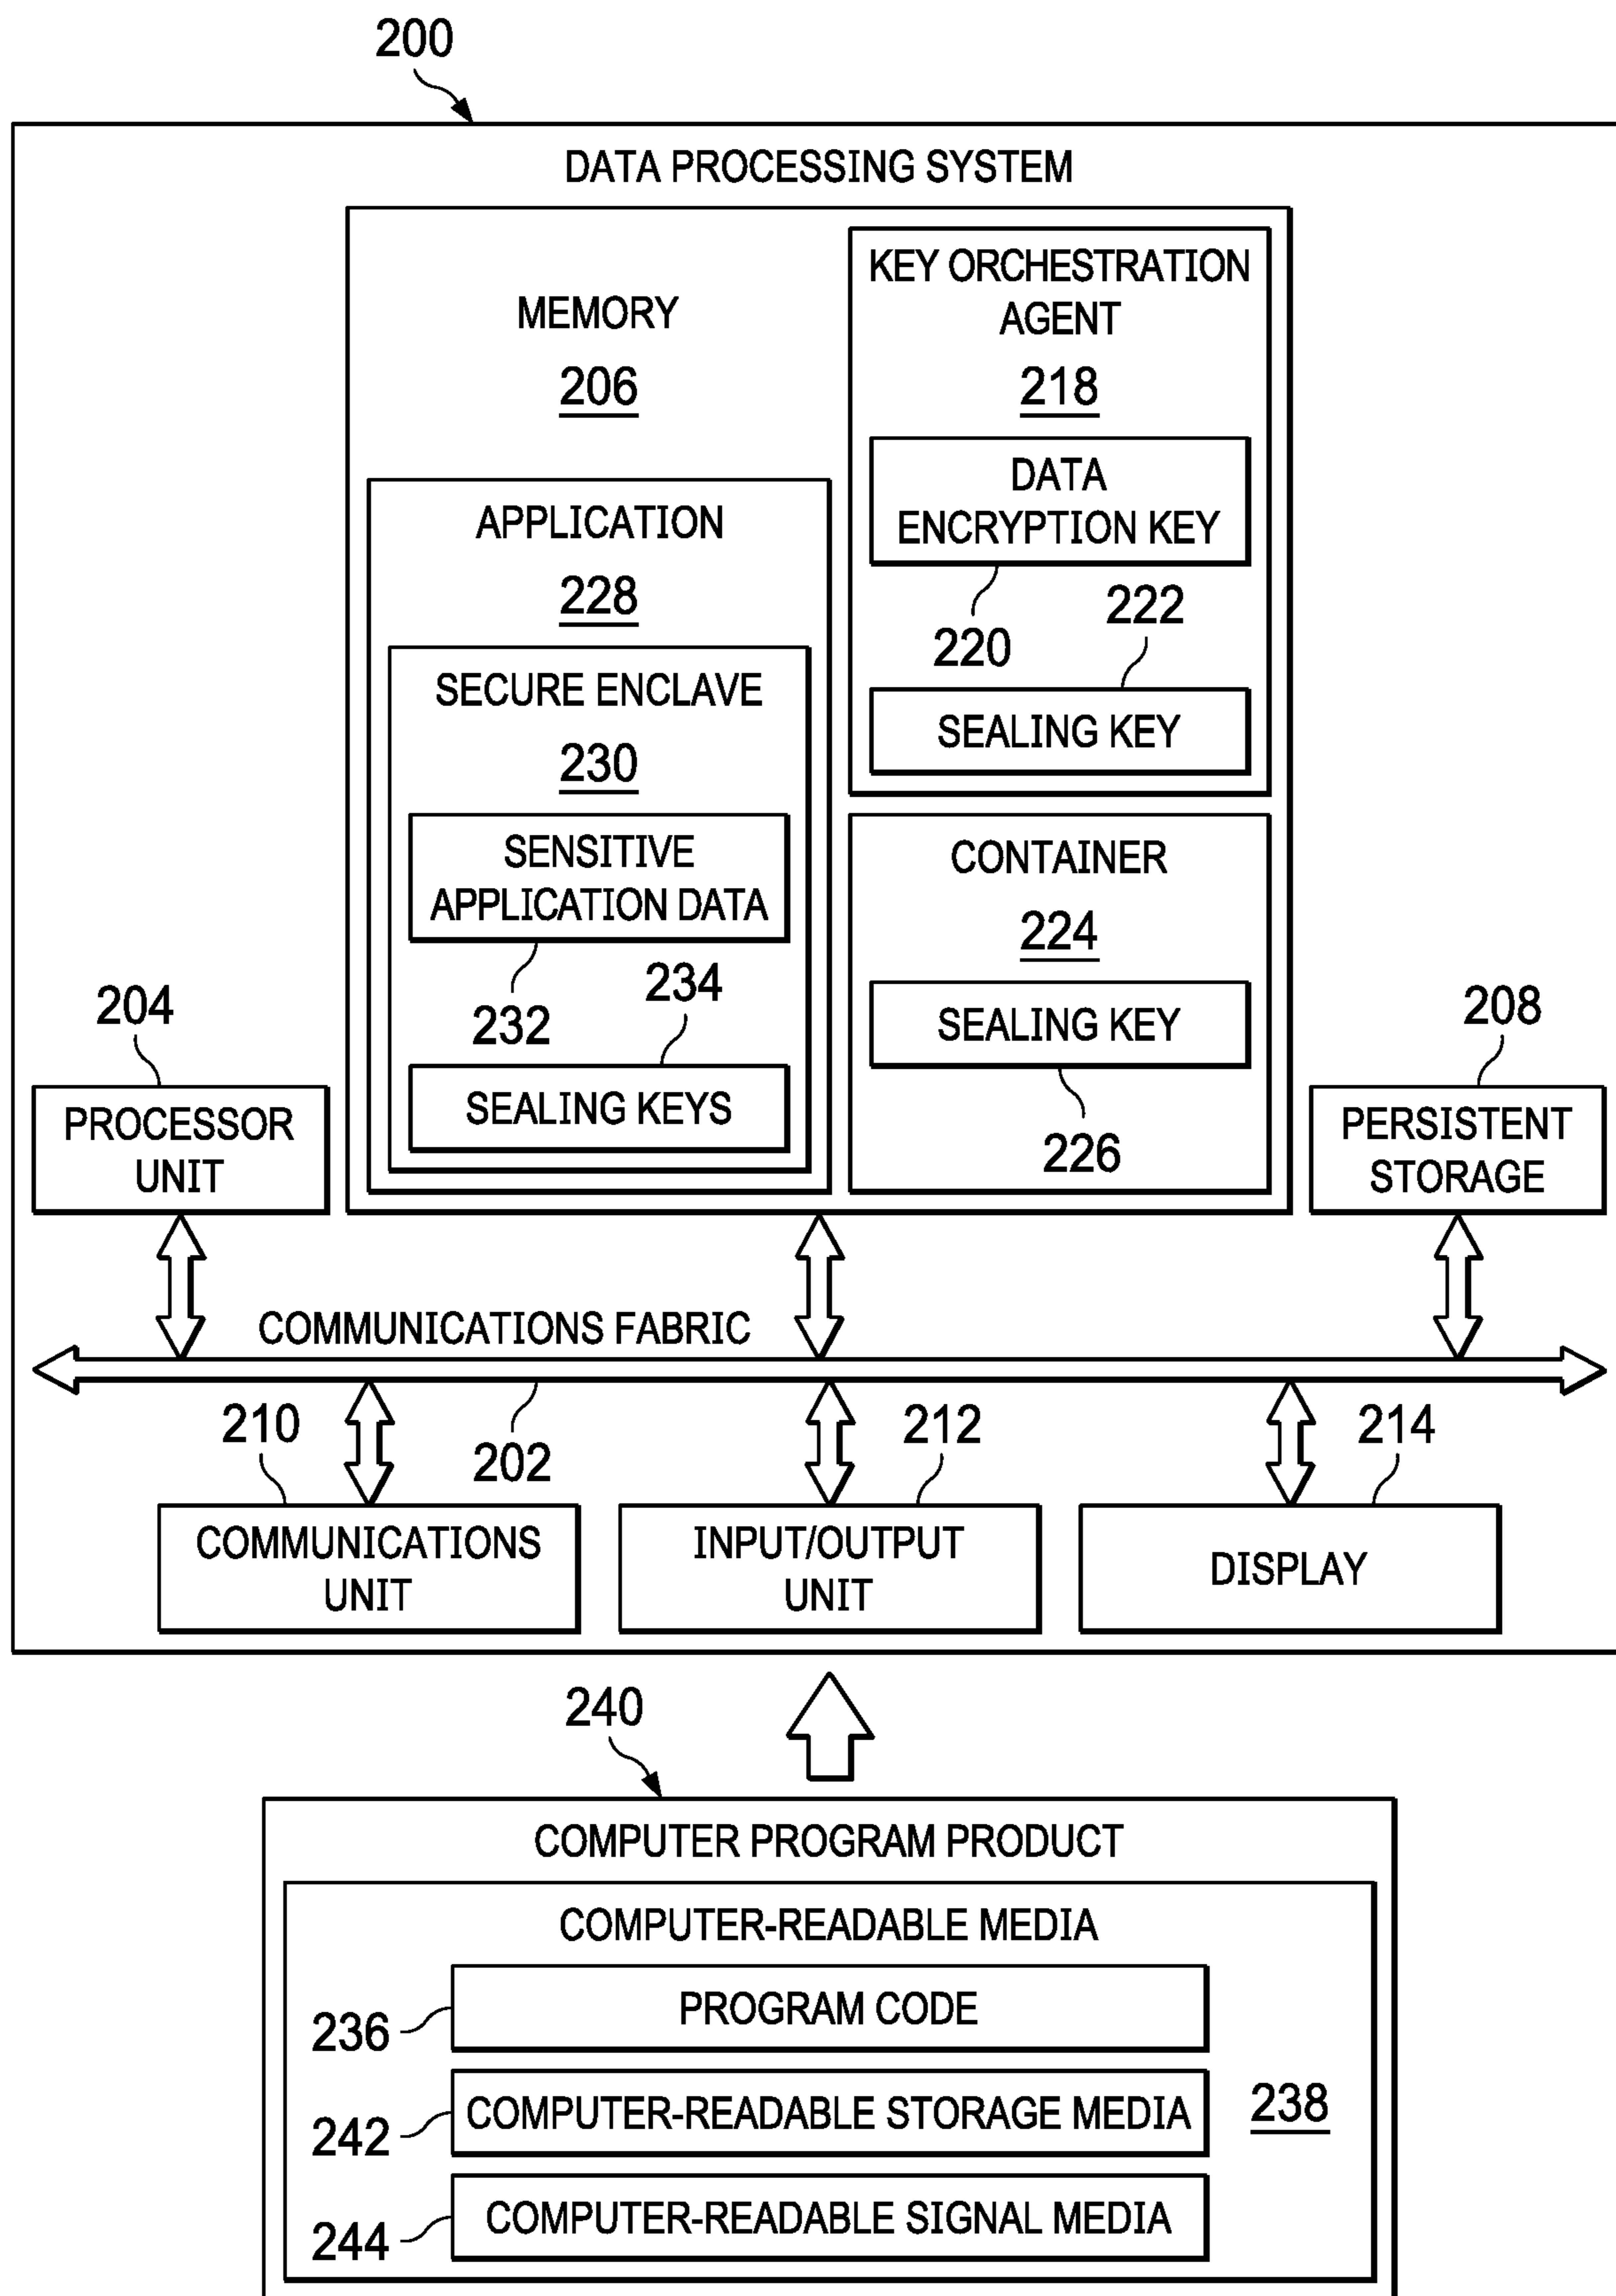 200
DATA PROCESSING SYSTEM
MEMORY
206
KEY ORCHESTRATION
AGENT
218
DATA
ENCRYPTION KEY
220
222
SEALING KEY
APPLICATION
228
SECURE ENCLAVE
230
SENSITIVE
APPLICATION DATA
232
234
SEALING KEYS
CONTAINER
224
SEALING KEY
226
204
PROCESSOR
UNIT
208
PERSISTENT
STORAGE
COMMUNICATIONS FABRIC
202
210
COMMUNICATIONS
UNIT
212
INPUT/OUTPUT
UNIT
214
DISPLAY
240
COMPUTER PROGRAM PRODUCT
COMPUTER-READABLE MEDIA
236
PROGRAM CODE
242
COMPUTER-READABLE STORAGE MEDIA
238
244
COMPUTER-READABLE SIGNAL MEDIA